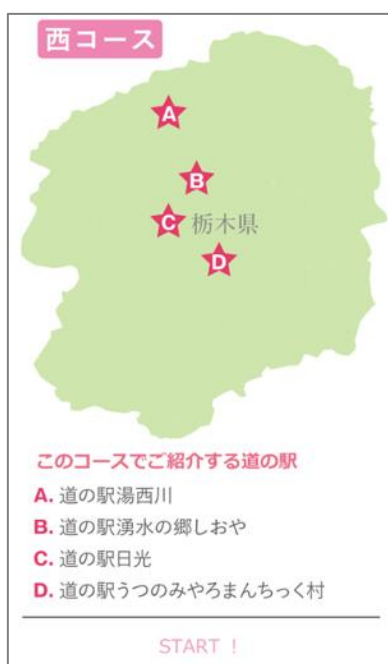 西コース
A
B
C 栃木県
D
このコースでご紹介する道の駅
A. 道の駅湯西川
B. 道の駅湧水の郷しおや
C. 道の駅日光
D. 道の駅うつのみやろまんちっく村
START !